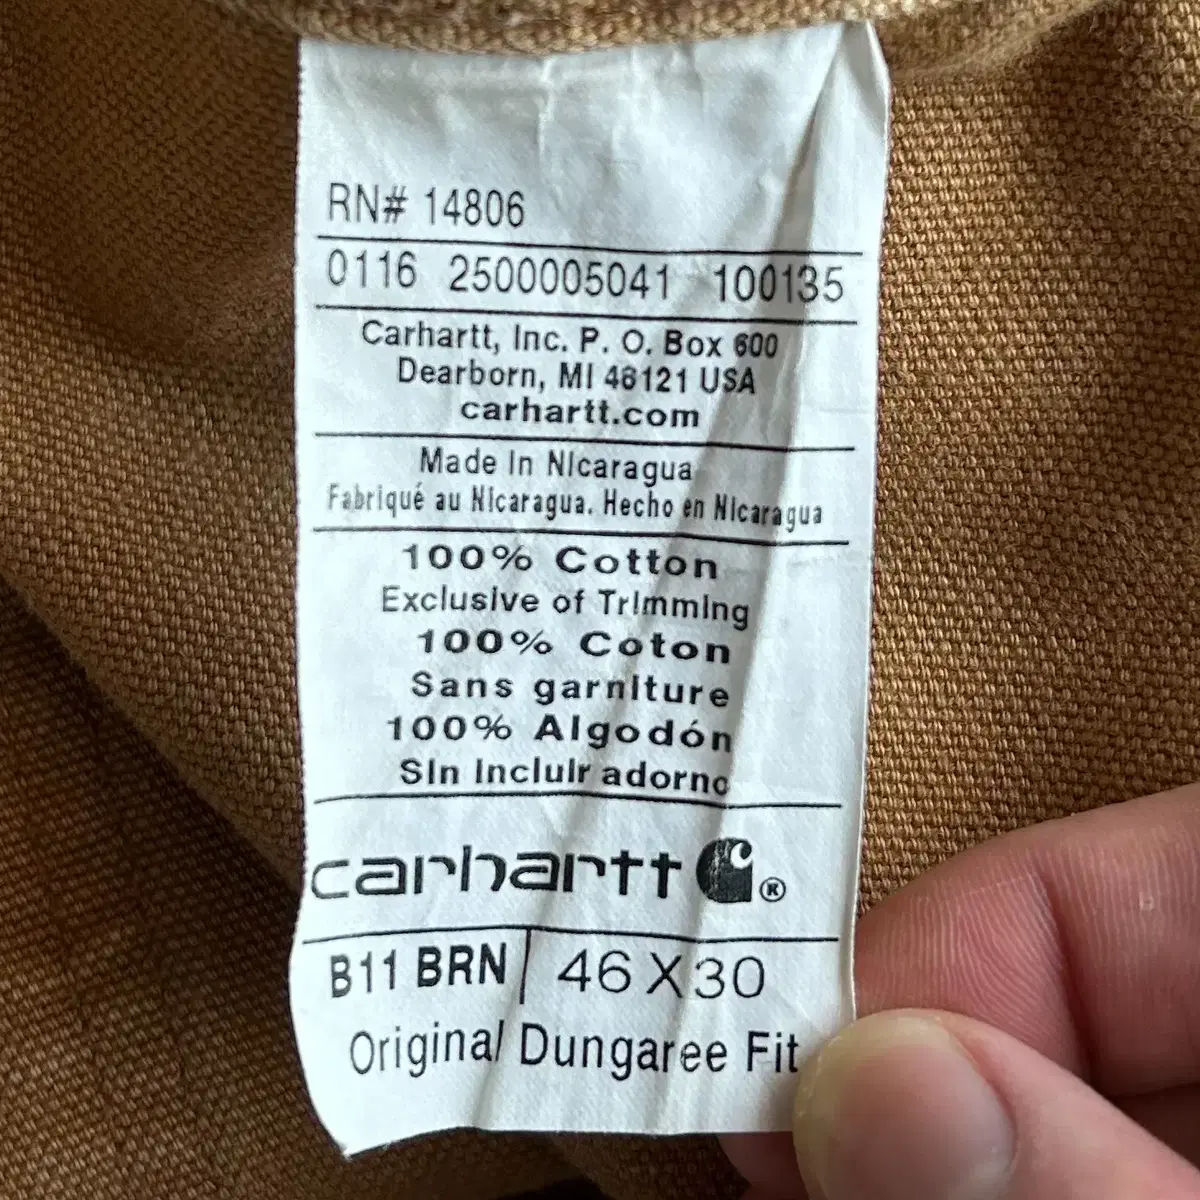 RN# 14806
0116 2500005041 100135
Carhartt, Inc. P. O. Box 600
Dearborn, MI 48121 USA
carhartt.com
Made In Nicaragua
Fabriqué au Nicaragua. Hecho en Nicaragua
100% Cotton
Exclusive of Trimming
100% Coton
Sans garniture
100% Algodón
Sin Incluir adorno
carhartt ®
B11 BRN 46 X 30
Original Dungaree Fit